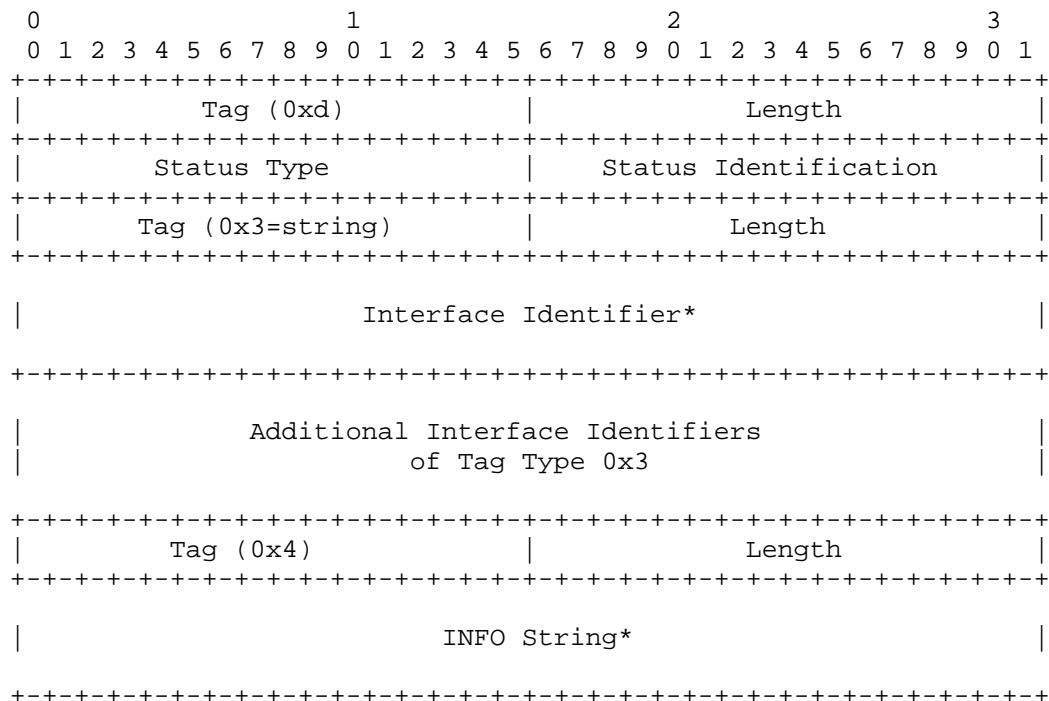 0                   1                   2                   3
 0 1 2 3 4 5 6 7 8 9 0 1 2 3 4 5 6 7 8 9 0 1 2 3 4 5 6 7 8 9 0 1
+-+-+-+-+-+-+-+-+-+-+-+-+-+-+-+-+-+-+-+-+-+-+-+-+-+-+-+-+-+-+-+-+
|           Tag (0xd)           |             Length            |
+-+-+-+-+-+-+-+-+-+-+-+-+-+-+-+-+-+-+-+-+-+-+-+-+-+-+-+-+-+-+-+-+
|        Status Type            |    Status Identification      |
+-+-+-+-+-+-+-+-+-+-+-+-+-+-+-+-+-+-+-+-+-+-+-+-+-+-+-+-+-+-+-+-+
|       Tag (0x3=string)        |            Length             |
+-+-+-+-+-+-+-+-+-+-+-+-+-+-+-+-+-+-+-+-+-+-+-+-+-+-+-+-+-+-+-+-+
|                     Interface Identifier*                     |
+-+-+-+-+-+-+-+-+-+-+-+-+-+-+-+-+-+-+-+-+-+-+-+-+-+-+-+-+-+-+-+-+
|              Additional Interface Identifiers                 |
|                        of Tag Type 0x3                        |
+-+-+-+-+-+-+-+-+-+-+-+-+-+-+-+-+-+-+-+-+-+-+-+-+-+-+-+-+-+-+-+-+
|         Tag (0x4)             |             Length            |
+-+-+-+-+-+-+-+-+-+-+-+-+-+-+-+-+-+-+-+-+-+-+-+-+-+-+-+-+-+-+-+-+
|                          INFO String*                         |
+-+-+-+-+-+-+-+-+-+-+-+-+-+-+-+-+-+-+-+-+-+-+-+-+-+-+-+-+-+-+-+-+